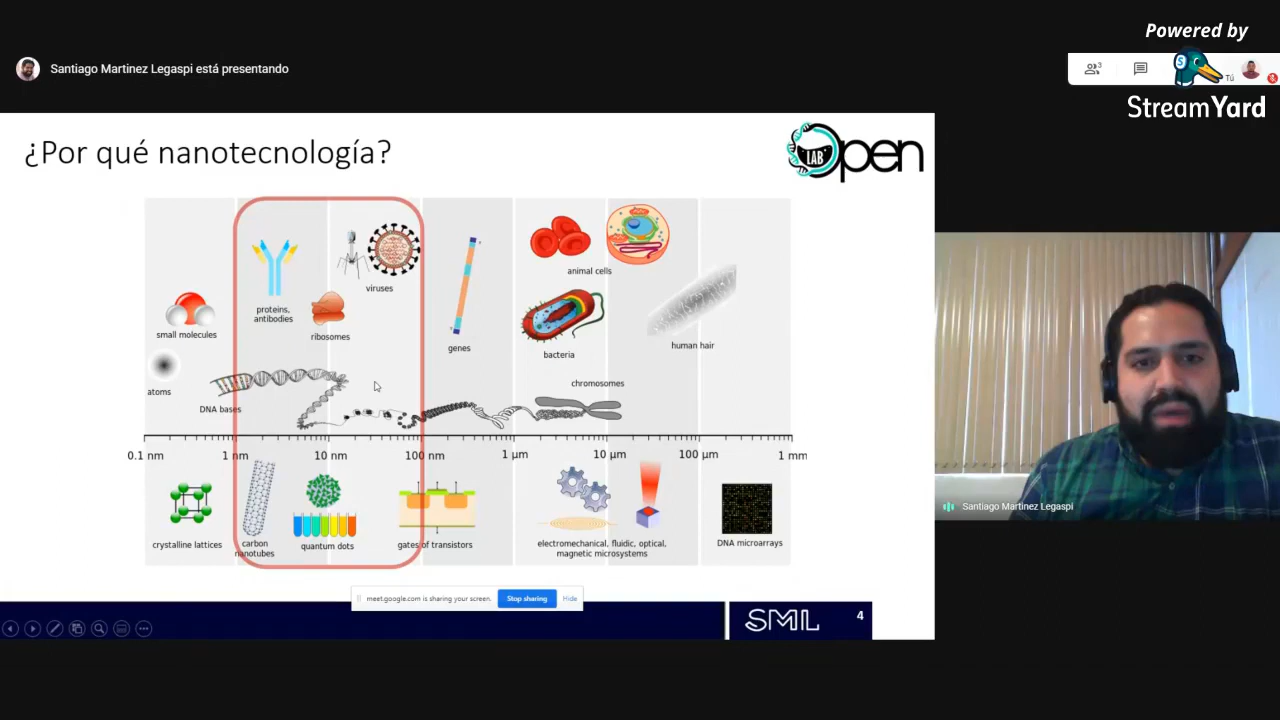 Powered by
StreamYard
Santiago Martinez Legaspi está presentando
3
Tú
¿Por qué nanotecnología?
LAB
Open
proteins,
antibodies
viruses
ribosomes
small molecules
atoms
DNA bases
genes
animal cells
bacteria
human hair
chromosomes
0.1 nm 1 nm 10 nm 100 nm 1 µm 10 µm 100 µm 1 mm
crystalline lattices
carbon
nanotubes
quantum dots
gates of transistors
electromechanical, fluidic, optical,
magnetic microsystems
DNA microarrays
meet.google.com is sharing your screen. Stop sharing Hide
SML 4
Santiago Martinez Legaspi